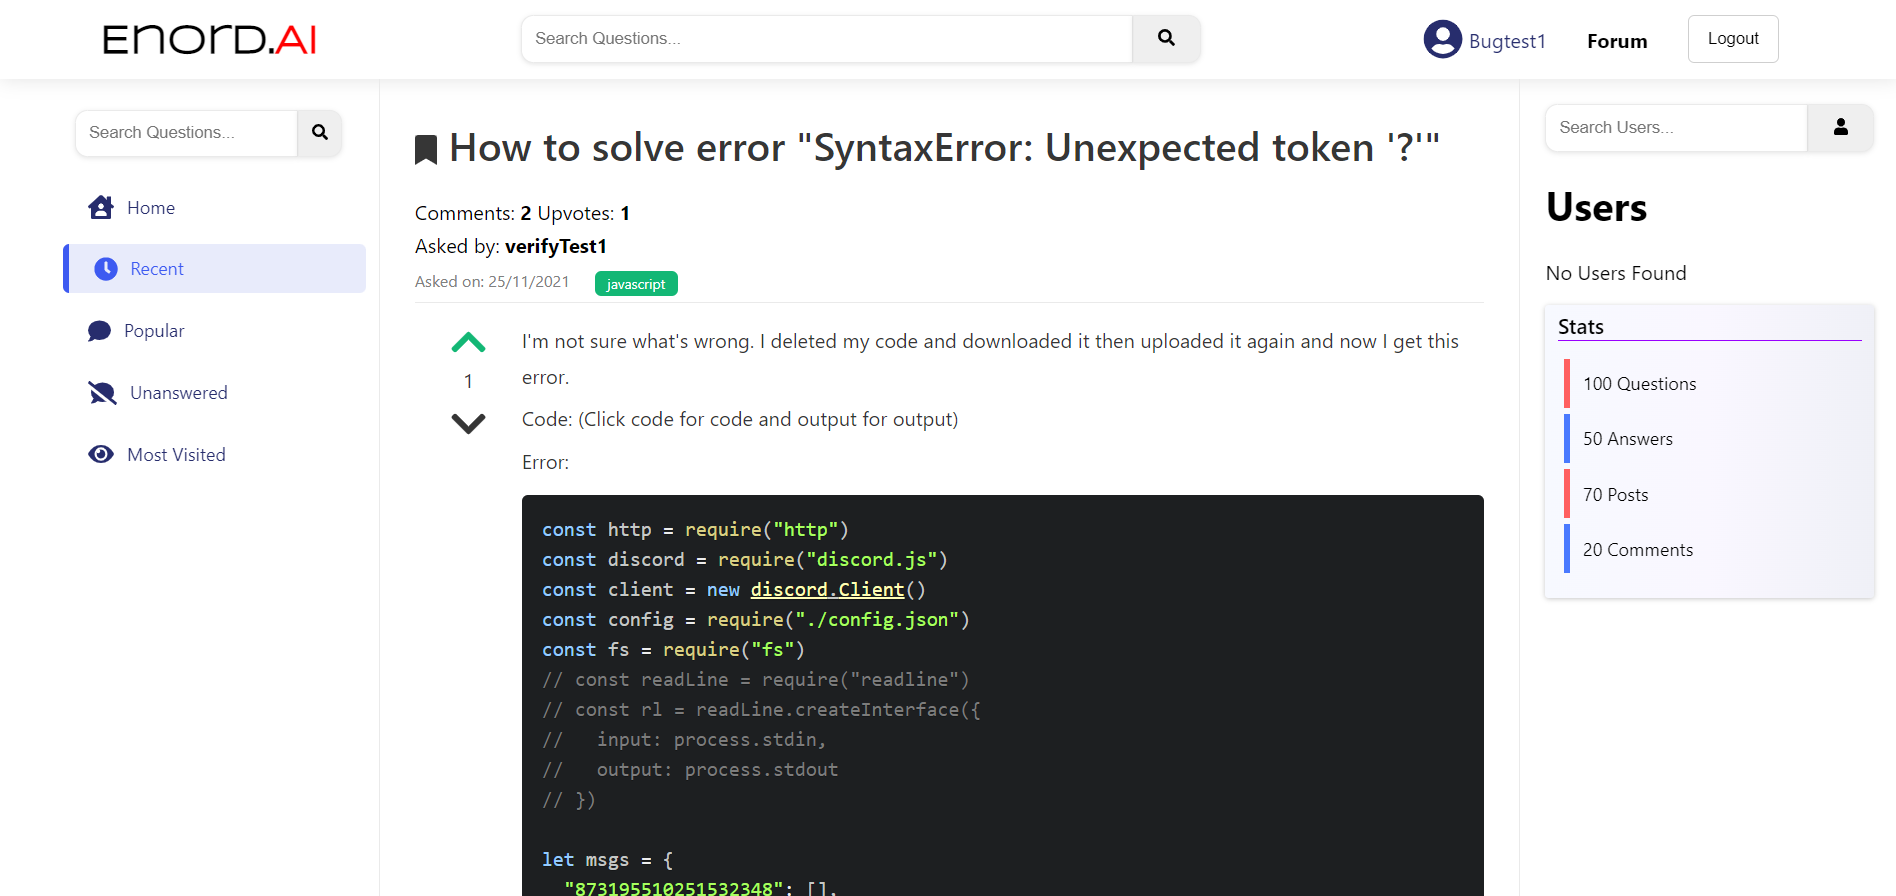 Enord.AI
Search Questions...
Bugtest1
Forum
Logout
Search Questions...
Home
Recent
Popular
Unanswered
Most Visited
How to solve error "SyntaxError: Unexpected token '?'"
Comments: 2 Upvotes: 1
Asked by: verifyTest1
Asked on: 25/11/2021 javascript
1
I'm not sure what's wrong. I deleted my code and downloaded it then uploaded it again and now I get this
error.
Code: (Click code for code and output for output)
Error:
const http = require("http")
const discord = require("discord.js")
const client = new discord.Client()
const config = require("./config.json")
const fs = require("fs")
// const readLine = require("readline")
// const rl = readLine.createInterface({
//   input: process.stdin,
//   output: process.stdout
// })
let msgs = {
  "873195510251532348": [],
Search Users...
Users
No Users Found
Stats
100 Questions
50 Answers
70 Posts
20 Comments